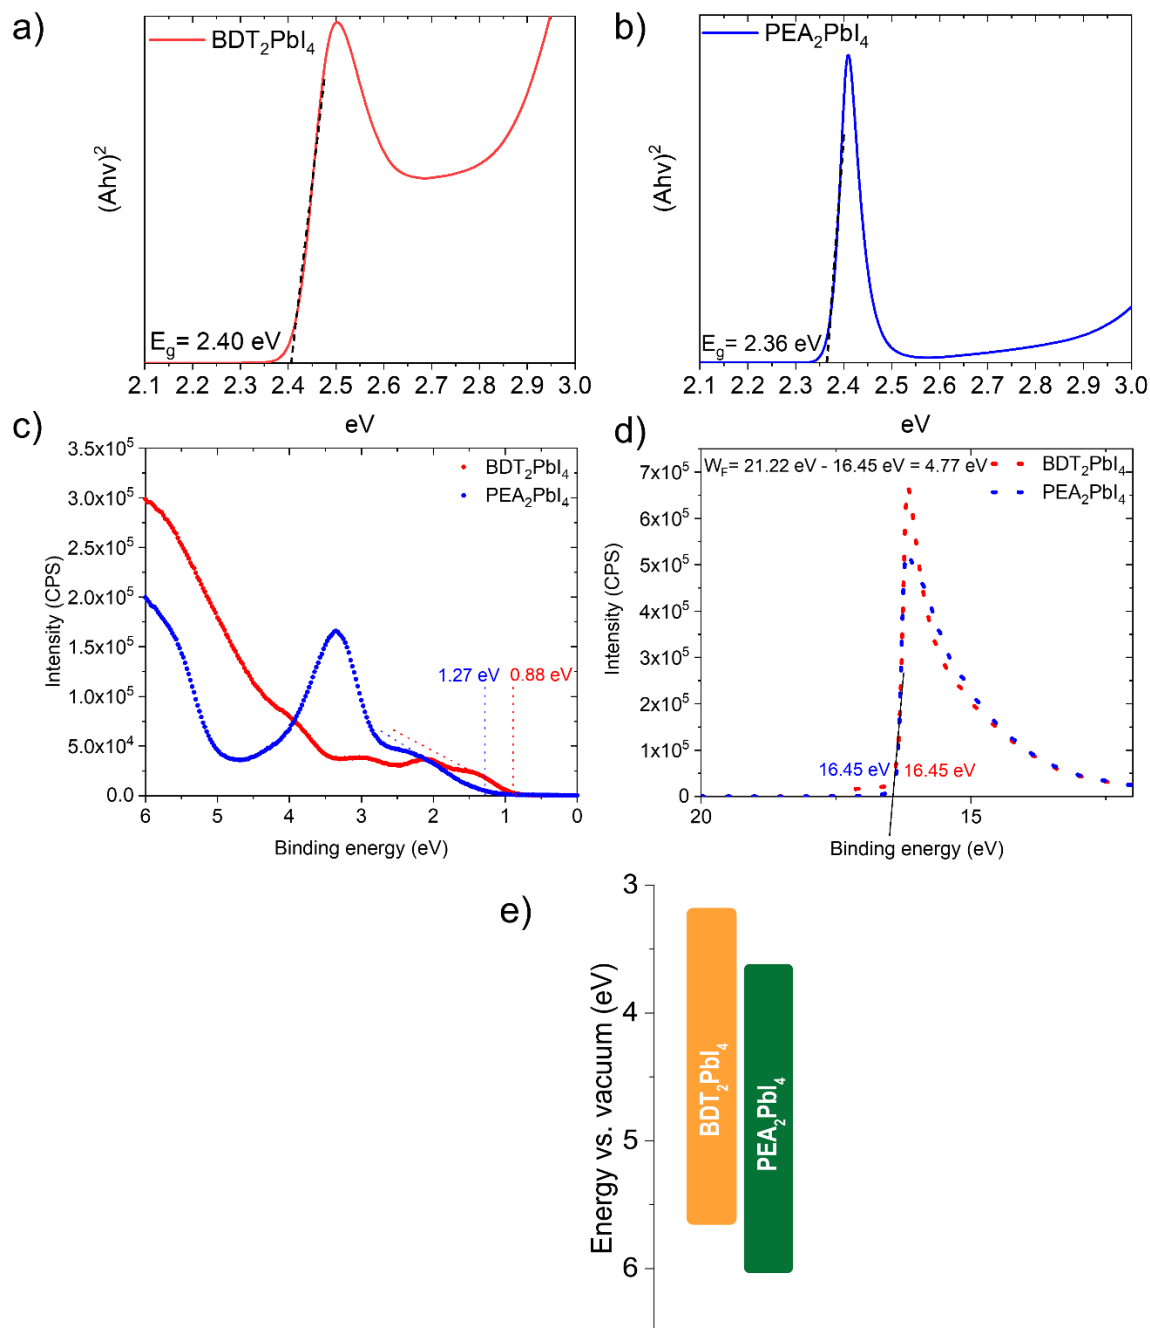 a)
BDT₂PbI₄
(Ahv)²
E_g= 2.40 eV
2.1 2.2 2.3 2.4 2.5 2.6 2.7 2.8 2.9 3.0
eV
b)
PEA₂PbI₄
(Ahv)²
E_g= 2.36 eV
2.1 2.2 2.3 2.4 2.5 2.6 2.7 2.8 2.9 3.0
eV
c)
3.5x10⁵
3.0x10⁵
2.5x10⁵
2.0x10⁵
1.5x10⁵
1.0x10⁵
5.0x10⁴
0.0
Intensity (CPS)
BDT₂PbI₄
PEA₂PbI₄
1.27 eV
0.88 eV
6 5 4 3 2 1 0
Binding energy (eV)
d)
7x10⁵
6x10⁵
5x10⁵
4x10⁵
3x10⁵
2x10⁵
1x10⁵
0
Intensity (CPS)
W_F= 21.22 eV - 16.45 eV = 4.77 eV
BDT₂PbI₄
PEA₂PbI₄
16.45 eV
16.45 eV
20 15
Binding energy (eV)
e)
3
4
5
6
Energy vs. vacuum (eV)
BDT₂PbI₄
PEA₂PbI₄